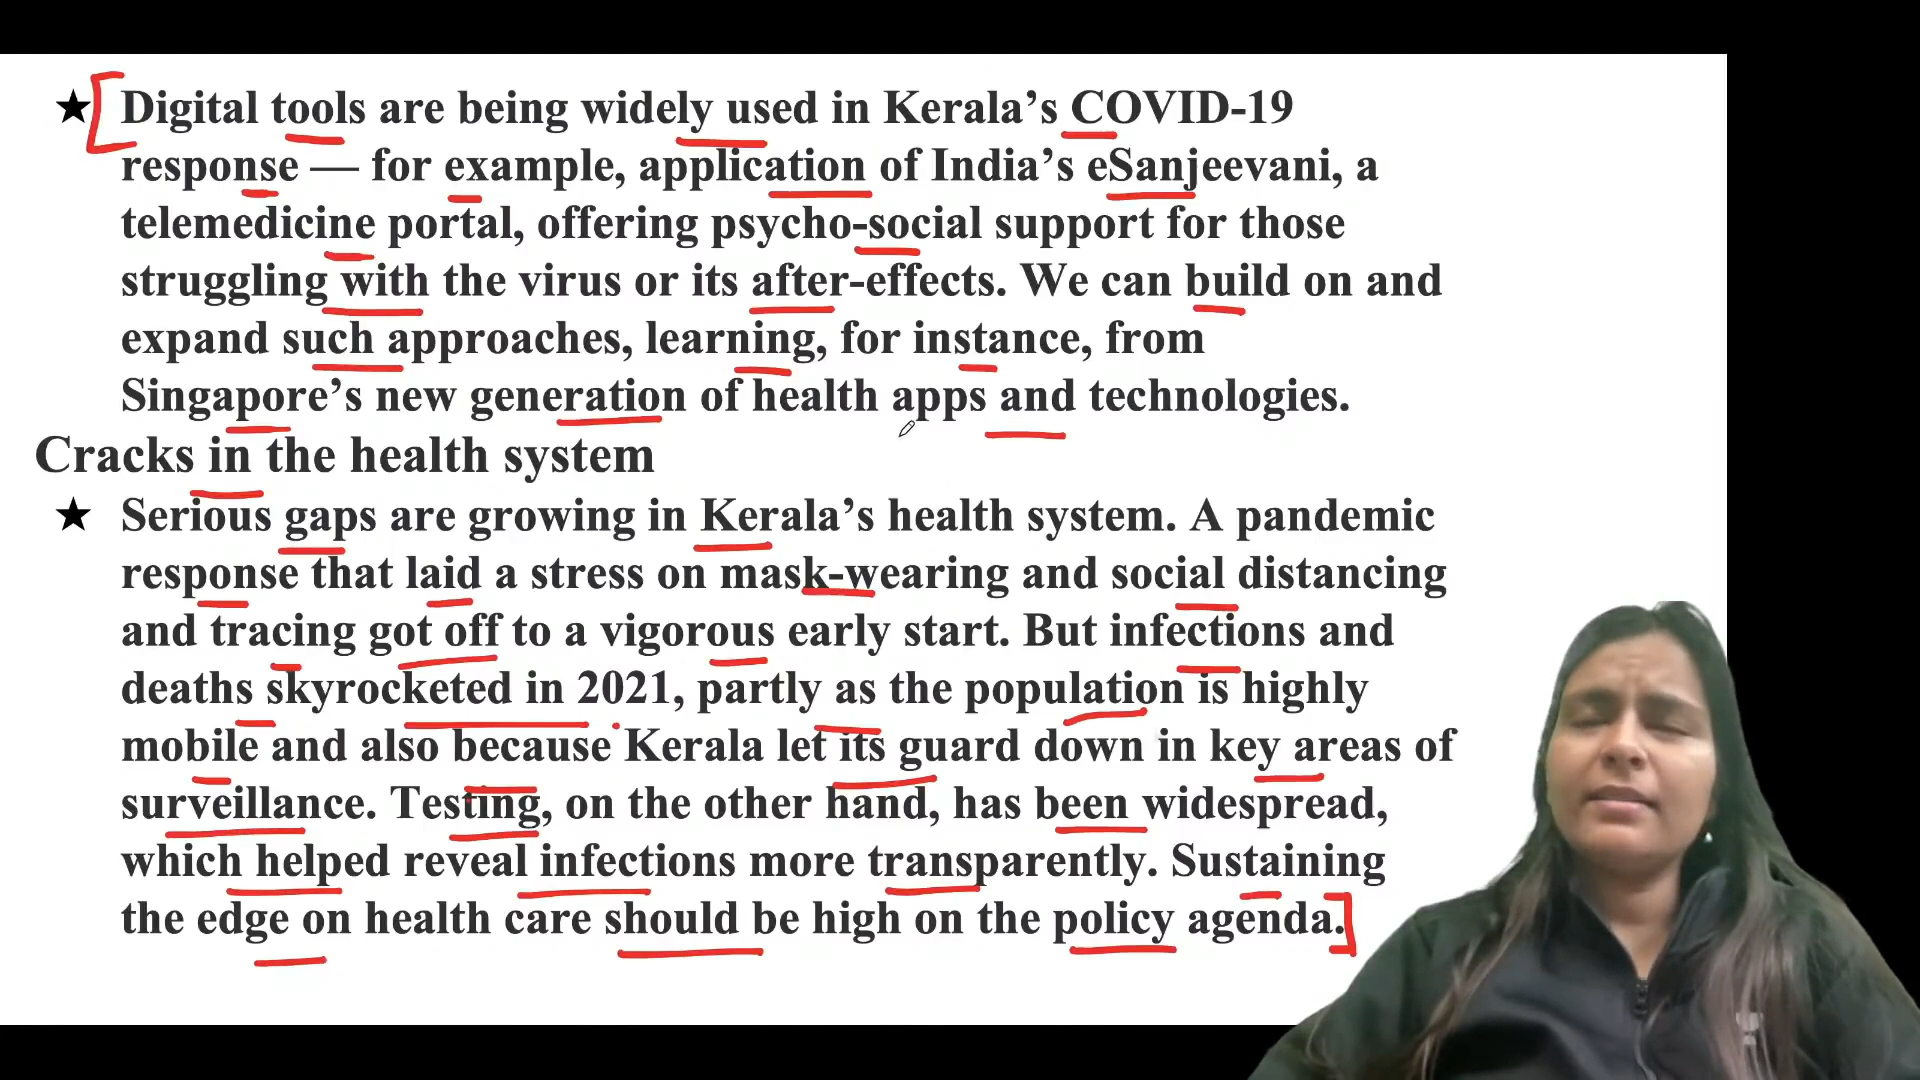 ★ Digital tools are being widely used in Kerala’s COVID-19
response — for example, application of India’s eSanjeevani, a
telemedicine portal, offering psycho-social support for those
struggling with the virus or its after-effects. We can build on and
expand such approaches, learning, for instance, from
Singapore’s new generation of health apps and technologies.
Cracks in the health system
★ Serious gaps are growing in Kerala’s health system. A pandemic
response that laid a stress on mask-wearing and social distancing
and tracing got off to a vigorous early start. But infections and
deaths skyrocketed in 2021, partly as the population is highly
mobile and also because Kerala let its guard down in key areas of
surveillance. Testing, on the other hand, has been widespread,
which helped reveal infections more transparently. Sustaining
the edge on health care should be high on the policy agenda.